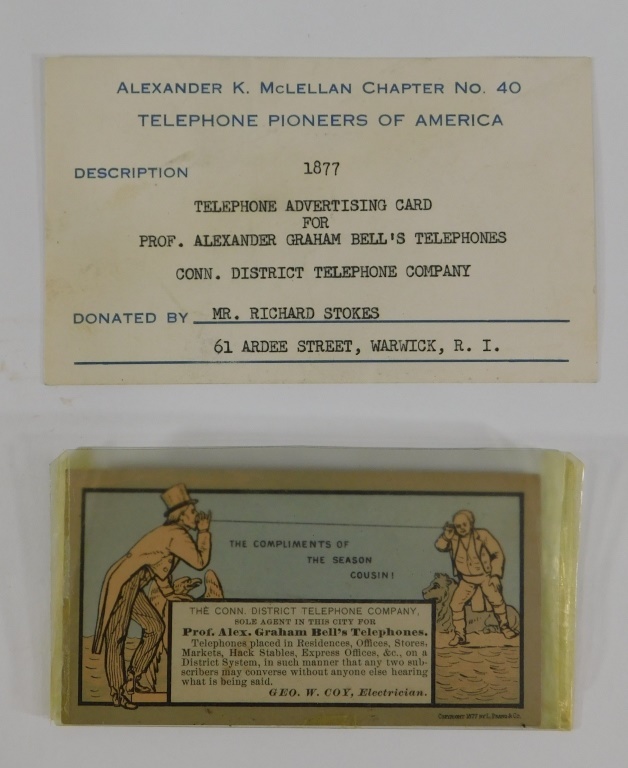 ALEXANDER K. MCLELLAN CHAPTER NO. 40
TELEPHONE PIONEERS OF AMERICA
DESCRIPTION 1877
TELEPHONE ADVERTISING CARD
FOR
PROF. ALEXANDER GRAHAM BELL'S TELEPHONES
CONN. DISTRICT TELEPHONE COMPANY
DONATED BY MR. RICHARD STOKES
61 ARDEE STREET, WARWICK, R. I.
THE COMPLIMENTS OF
THE SEASON
COUSIN!
THE CONN. DISTRICT TELEPHONE COMPANY,
SOLE AGENT IN THIS CITY FOR
Prof. Alex. Graham Bell's Telephones.
Telephones placed in Residences, Offices, Stores,
Markets, Hack Stables, Express Offices, &c., on a
District System, in such manner that any two sub-
scribers may converse without anyone else hearing
what is being said.
GEO. W. COY, Electrician.
COPYRIGHT 1877 BY L. & CO.